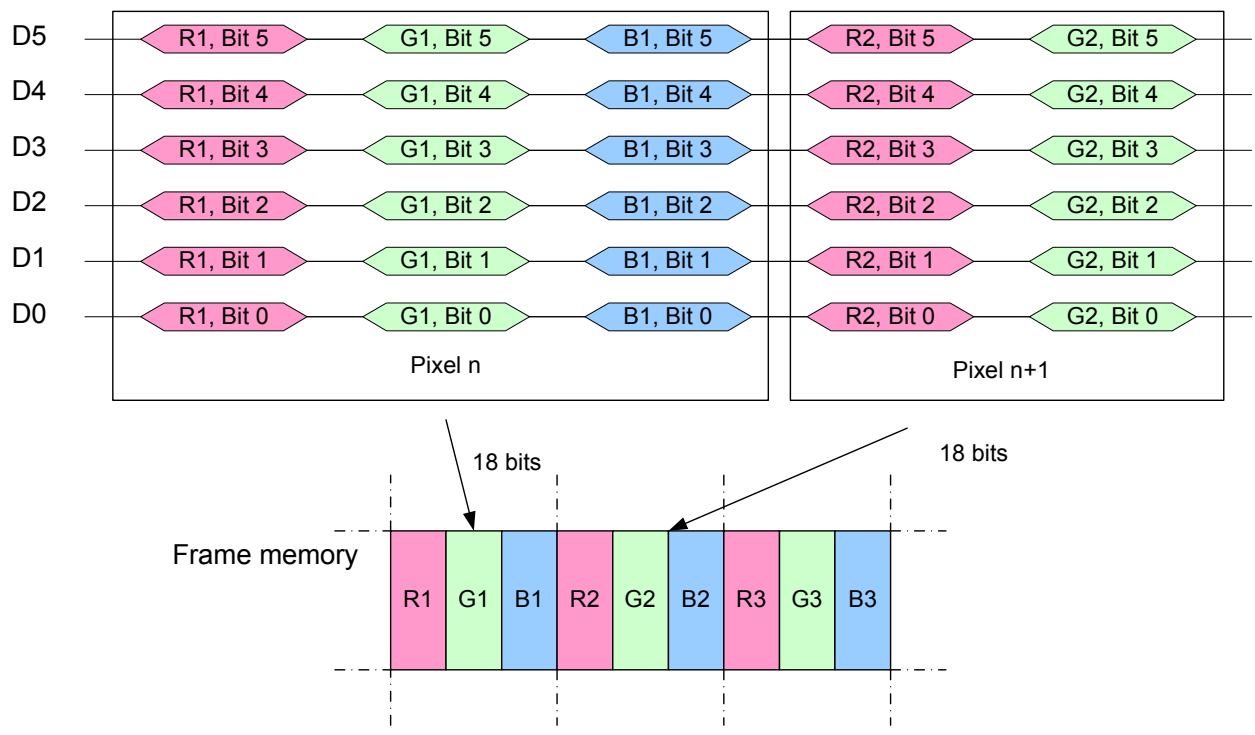 D5 R1, Bit 5 G1, Bit 5 B1, Bit 5 R2, Bit 5 G2, Bit 5
D4 R1, Bit 4 G1, Bit 4 B1, Bit 4 R2, Bit 4 G2, Bit 4
D3 R1, Bit 3 G1, Bit 3 B1, Bit 3 R2, Bit 3 G2, Bit 3
D2 R1, Bit 2 G1, Bit 2 B1, Bit 2 R2, Bit 2 G2, Bit 2
D1 R1, Bit 1 G1, Bit 1 B1, Bit 1 R2, Bit 1 G2, Bit 1
D0 R1, Bit 0 G1, Bit 0 B1, Bit 0 R2, Bit 0 G2, Bit 0
Pixel n Pixel n+1
18 bits 18 bits
Frame memory
R1 G1 B1 R2 G2 B2 R3 G3 B3